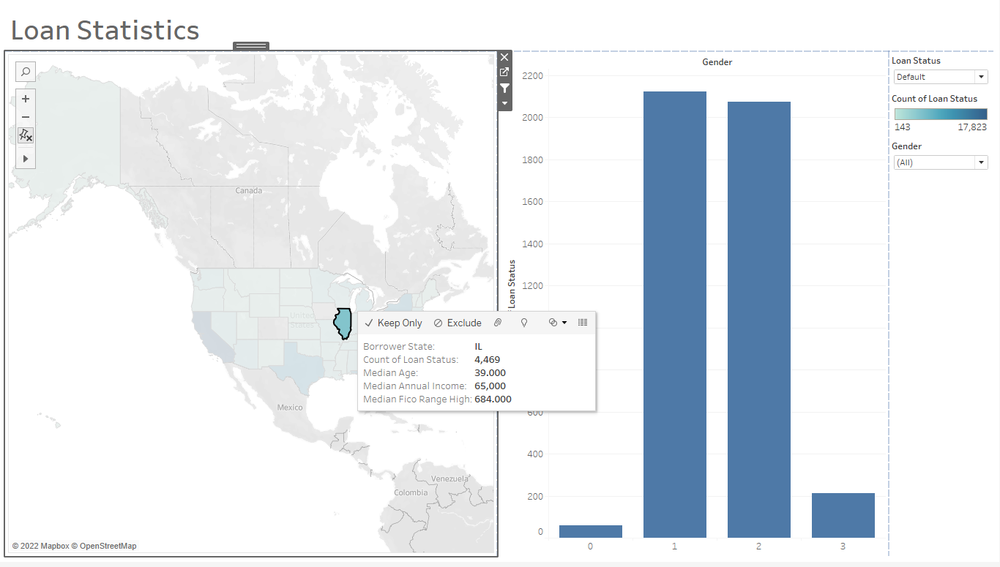 Loan Statistics
Canada
United
States
Mexico
Venezuela
Colombia
© 2022 Mapbox © OpenStreetMap
Keep Only
Exclude
Borrower State: IL
Count of Loan Status: 4,469
Median Age: 39.000
Median Annual Income: 65,000
Median Fico Range High: 684.000
Gender
2200
2000
1800
1600
1400
1200
600
400
200
0
Loan Status
0 1 2 3
Loan Status
Default
Count of Loan Status
143 17,823
Gender
(All)